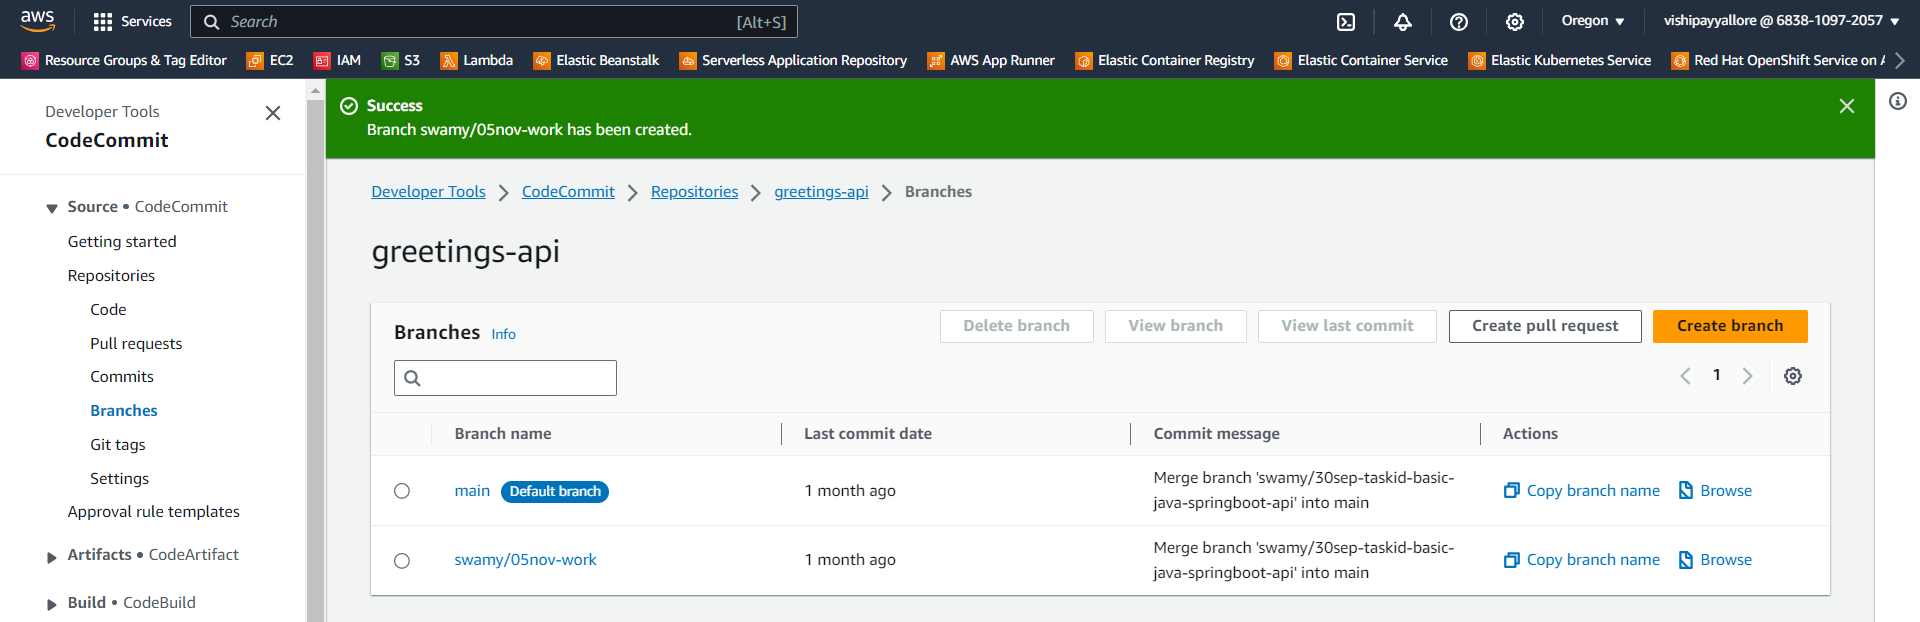 aws
Services
Search
[Alt+S]
Oregon
vishipayyallore @ 6838-1097-2057
Resource Groups & Tag Editor
EC2
IAM
S3
Lambda
Elastic Beanstalk
Serverless Application Repository
AWS App Runner
Elastic Container Registry
Elastic Container Service
Elastic Kubernetes Service
Red Hat OpenShift Service on
Developer Tools
CodeCommit
Source • CodeCommit
Getting started
Repositories
Code
Pull requests
Commits
Branches
Git tags
Settings
Approval rule templates
Artifacts • CodeArtifact
Build • CodeBuild
Success
Branch swamy/05nov-work has been created.
Developer Tools
CodeCommit
Repositories
greetings-api
Branches
greetings-api
Branches Info
Delete branch
View branch
View last commit
Create pull request
Create branch
1
Branch name
Last commit date
Commit message
Actions
main
Default branch
1 month ago
Merge branch 'swamy/30sep-taskid-basic-
java-springboot-api' into main
Copy branch name
Browse
swamy/05nov-work
1 month ago
Merge branch 'swamy/30sep-taskid-basic-
java-springboot-api' into main
Copy branch name
Browse